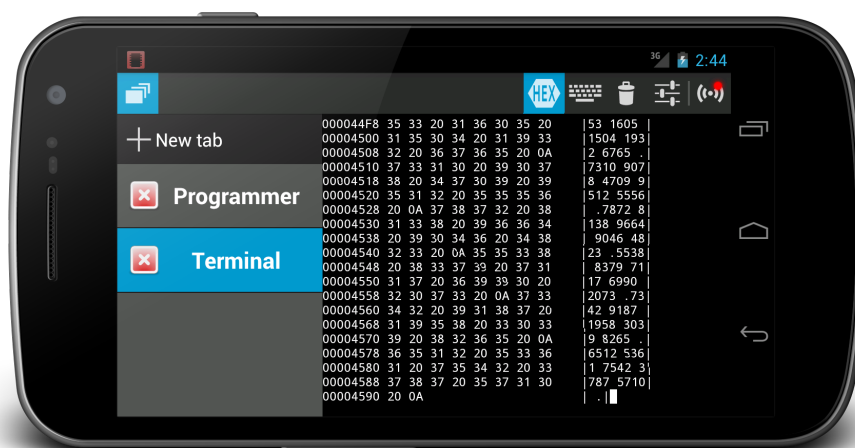 3G 2:44
HEX
New tab
Programmer
Terminal
000044F8 35 33 20 31 36 30 35 20 |53 1605 |
00004500 31 35 30 34 20 31 39 33 |1504 193|
00004508 32 20 36 37 36 35 20 0A |2 6765 .|
00004510 37 33 31 30 20 39 30 37 |7310 907|
00004518 38 20 34 37 30 39 20 39 |8 4709 9|
00004520 35 31 32 20 35 35 35 36 |512 5556|
00004528 20 0A 37 38 37 32 20 38 | .7872 8|
00004530 31 33 38 20 39 36 36 34 |138 9664|
00004538 20 39 30 34 36 20 34 38 | 9046 48|
00004540 32 33 20 0A 35 35 33 38 |23 .5538|
00004548 20 38 33 37 39 20 37 31 | 8379 71|
00004550 31 37 20 36 39 39 30 20 |17 6990 |
00004558 32 30 37 33 20 0A 37 33 |2073 .73|
00004560 34 32 20 39 31 38 37 20 |42 9187 |
00004568 31 39 35 38 20 33 30 33 |1958 303|
00004570 39 20 38 32 36 35 20 0A |9 8265 .|
00004578 36 35 31 32 20 35 33 36 |6512 536|
00004580 31 20 37 35 34 32 20 33 |1 7542 3|
00004588 37 38 37 20 35 37 31 30 |787 5710|
00004590 20 0A | .|